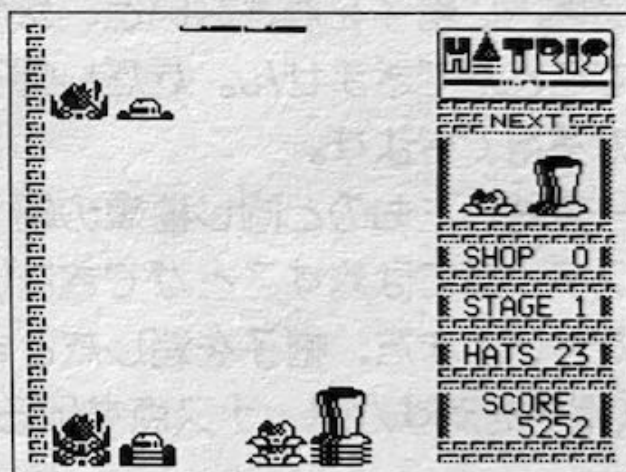 HATRIS
NEXT
SHOP 0
STAGE 1
HATS 23
SCORE
5252